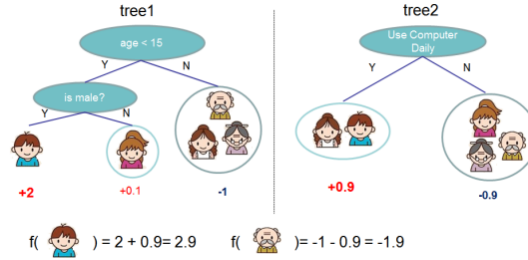 tree1
tree2
age < 15
Use Computer
Daily
Y
N
Y
N
is male?
Y
N
+2
+0.1
-1
+0.9
-0.9
f( ) = 2 + 0.9= 2.9
f( )= -1 - 0.9 = -1.9